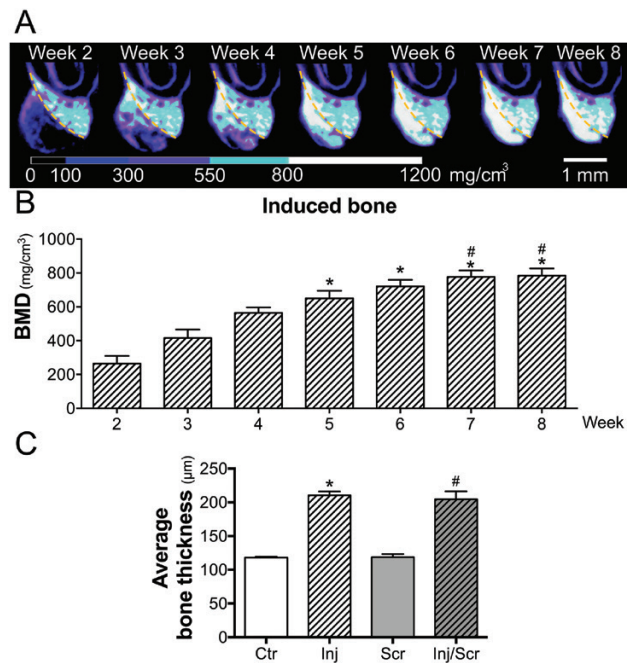 A
Week 2 Week 3 Week 4 Week 5 Week 6 Week 7 Week 8
0 100 300 550 800 1200 mg/cm³ 1 mm
B
Induced bone
BMD (mg/cm³)
1000
800
600
400
200
0
* * # * # *
2 3 4 5 6 7 8 Week
C
Average bone thickness (µm)
250
200
150
100
50
0
* #
Ctr Inj Scr Inj/Scr